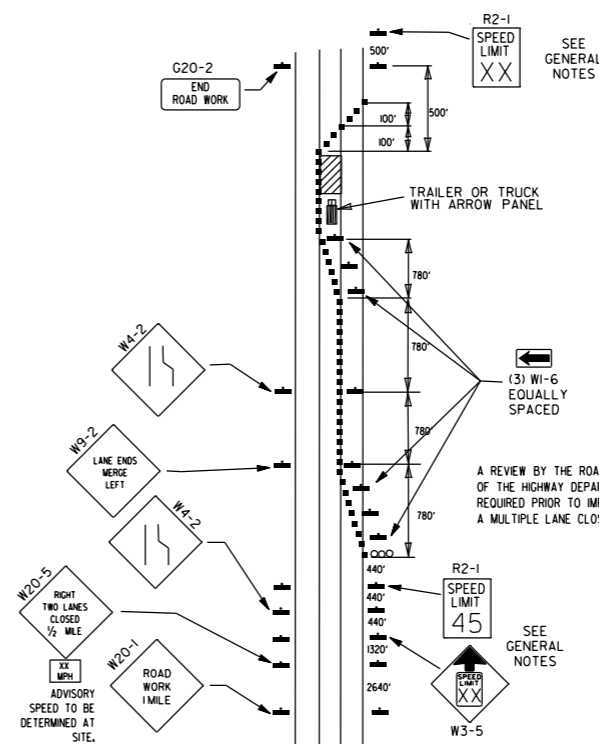 R2-1
SPEED
LIMIT
XX
SEE
GENERAL
NOTES
500'
G20-2
END
ROAD WORK
100'
500'
100'
TRAILER OR TRUCK
WITH ARROW PANEL
780'
780'
W4-2
(3) W1-6
EQUALLY
SPACED
W9-2
LANE ENDS
MERGE
LEFT
780'
A REVIEW BY THE ROA
OF THE HIGHWAY DEPAR
REQUIRED PRIOR TO IM
A MULTIPLE LANE CLOS
780'
W4-2
440'
R2-1
SPEED
LIMIT
45
440'
440'
W20-5
RIGHT
TWO LANES
CLOSED
1/2 MILE
XX
MPH
ADVISORY
SPEED TO BE
DETERMINED AT
SITE.
W20-1
ROAD
WORK
1 MILE
1320'
2640'
SEE
GENERAL
NOTES
SPEED
LIMIT
XX
W3-5